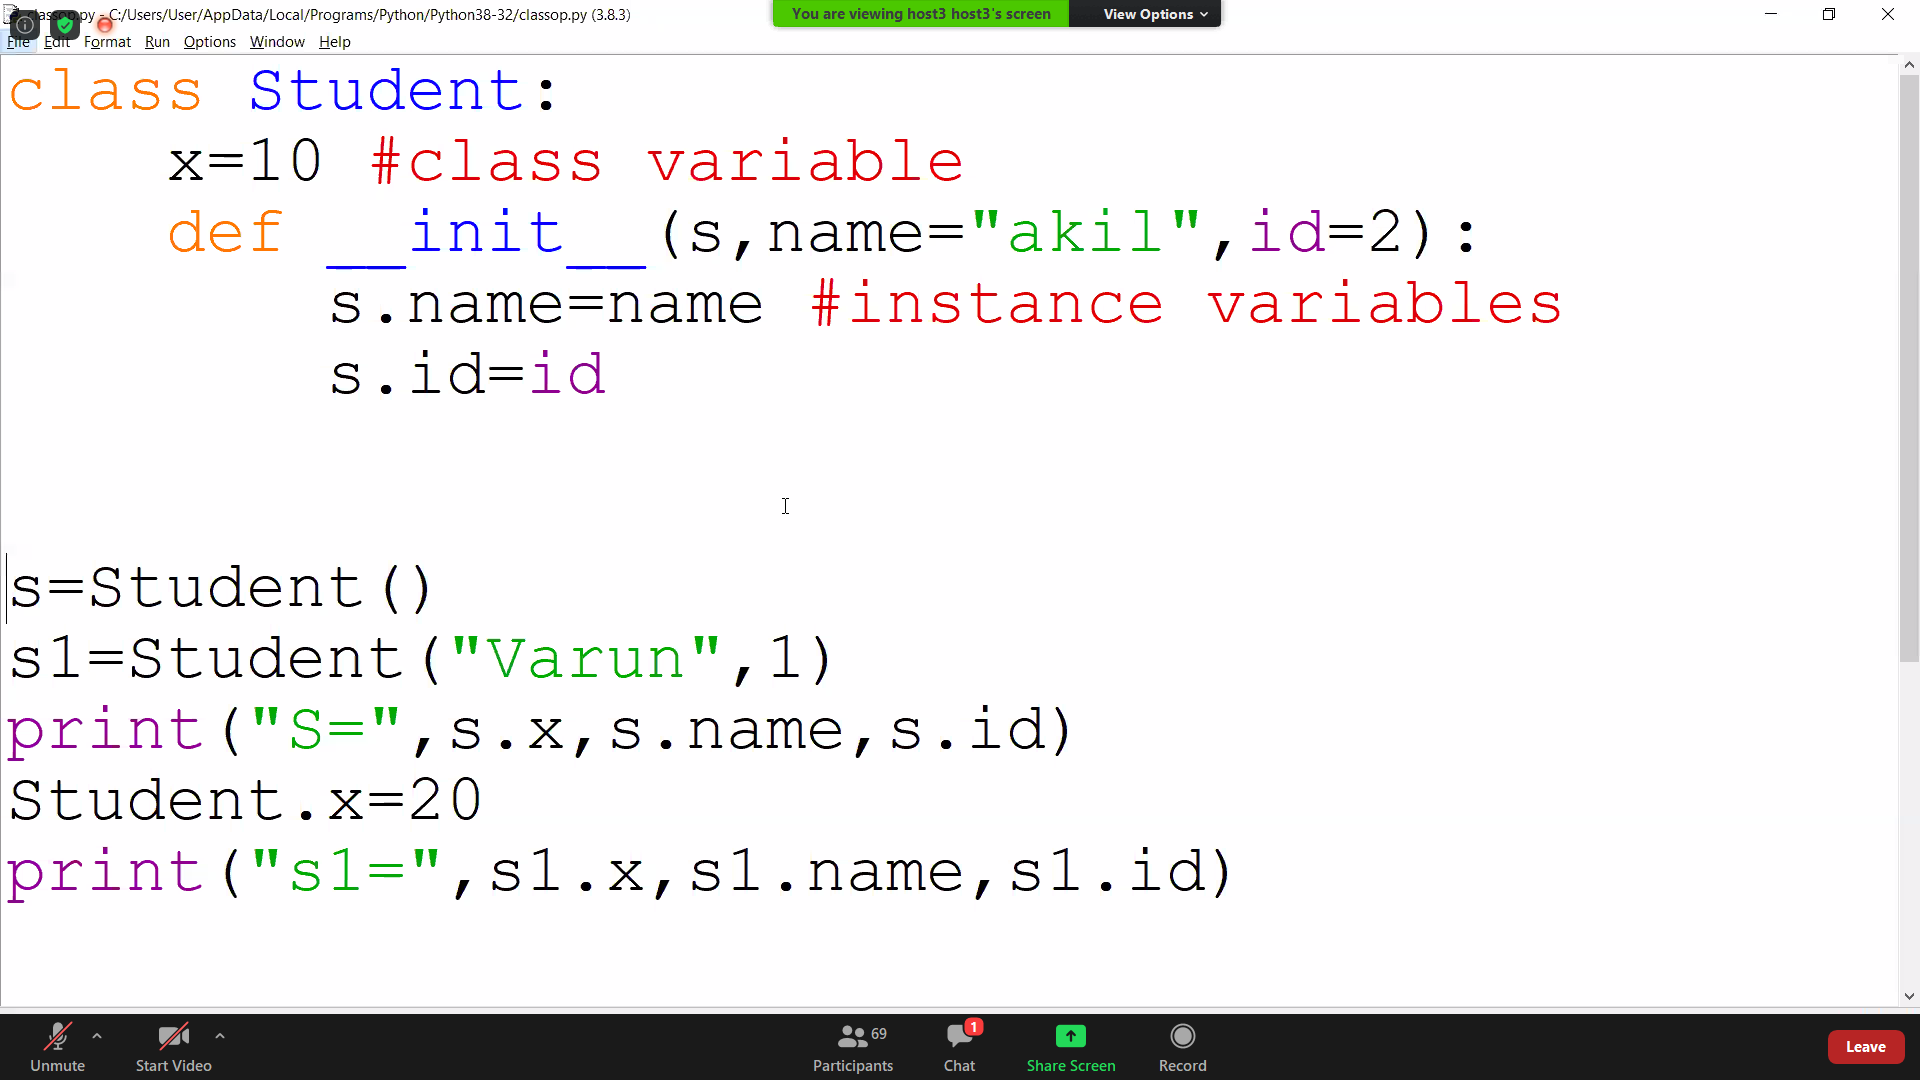 classop.py - C:/Users/User/AppData/Local/Programs/Python/Python38-32/classop.py (3.8.3)
You are viewing host3 host3's screen
View Options
File Edit Format Run Options Window Help
class Student:
    x=10 #class variable
    def __init__(s,name="akil",id=2):
        s.name=name #instance variables
        s.id=id
s=Student()
s1=Student("Varun",1)
print("S=",s.x,s.name,s.id)
Student.x=20
print("s1=",s1.x,s1.name,s1.id)
Unmute
Start Video
69
Participants
1
Chat
Share Screen
Record
Leave